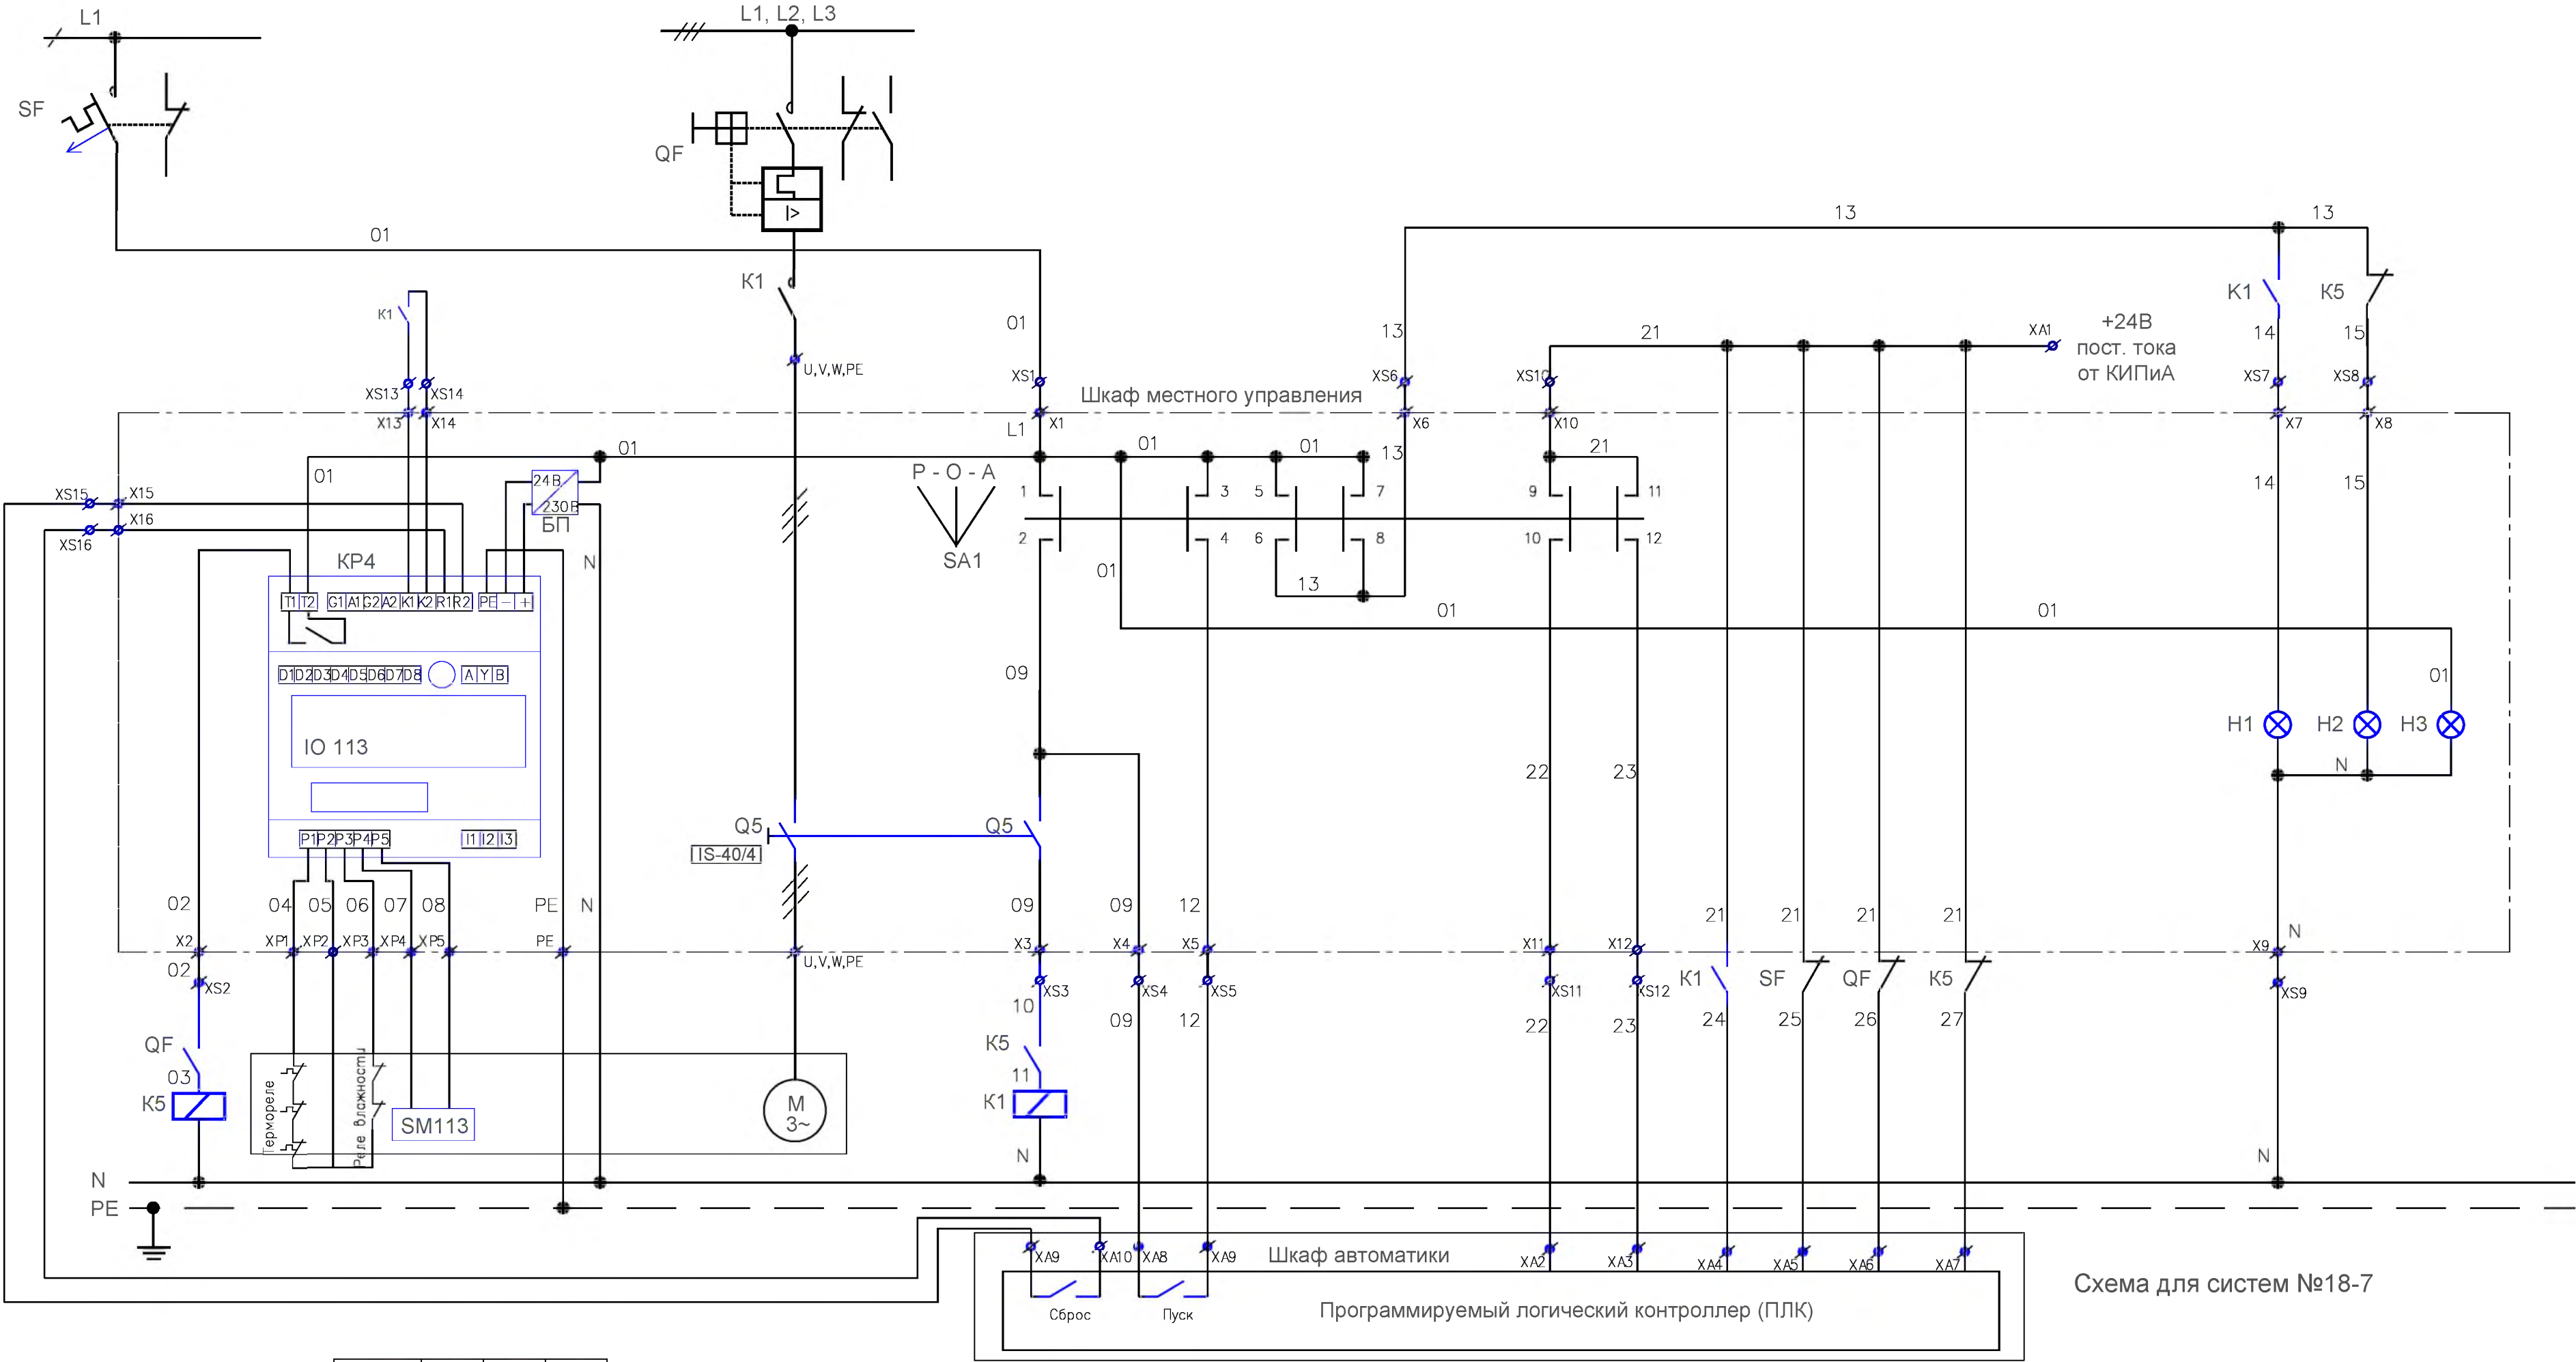 L1
L1, L2, L3
SF
QF
I>
01
13
13
K1
K1
01
13
21
XA1
+24В
пост. тока
от КИПиА
K1
K5
14
15
U,V,W,PE
XS13
XS14
XS1
Шкаф местного управления
XS6
XS10
XS7
XS8
X13
X14
L1
X1
X6
X10
X7
X8
01
01
01
01
13
21
XS15
X15
24В
230В
БП
P - O - A
1
3
5
7
9
11
14
15
X16
XS16
2
4
6
8
10
12
SA1
KP4
N
01
13
01
01
T1 T2
G1 A1 G2 A2 K1 K2 R1 R2
PE - +
D1 D2 D3 D4 D5 D6 D7 D8
A Y B
09
01
IO 113
H1
H2
H3
22
23
N
P1 P2 P3 P4 P5
I1 I2 I3
Q5
IS-40/4
Q5
02
04
05
06
07
08
PE
N
09
09
12
21
21
21
21
N
X2
XP1
XP2
XP3
XP4
XP5
PE
U,V,W,PE
X3
X4
X5
X11
X12
X9
02
XS2
XS3
XS4
XS5
XS11
XS12
K1
SF
QF
K5
XS9
10
09
12
22
23
24
25
26
27
QF
03
K5
Термореле
Реле влажности
SM113
M
3~
K5
11
K1
N
N
N
PE
XA9
XA10
XA8
XA9
Шкаф автоматики
XA2
XA3
XA4
XA5
XA6
XA7
Сброс
Пуск
Программируемый логический контроллер (ПЛК)
Схема для систем №18-7